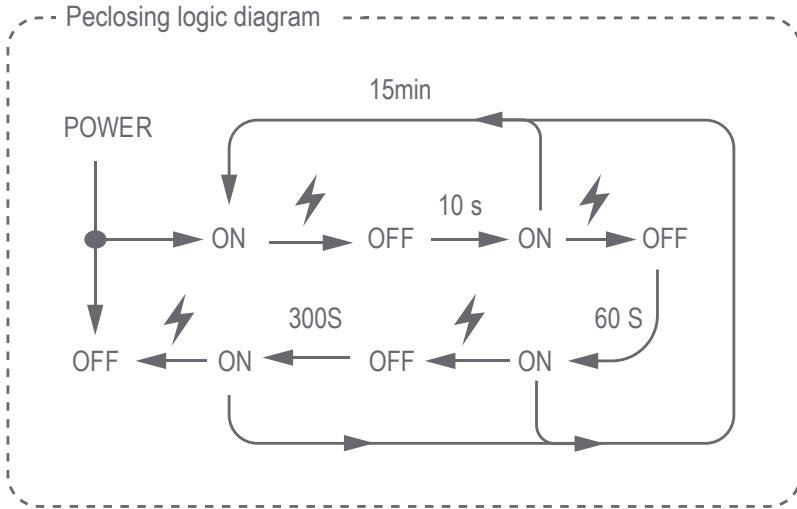 Peclosing logic diagram
15min
POWER
ON
OFF
10 s
ON
OFF
OFF
ON
300S
OFF
ON
60 S